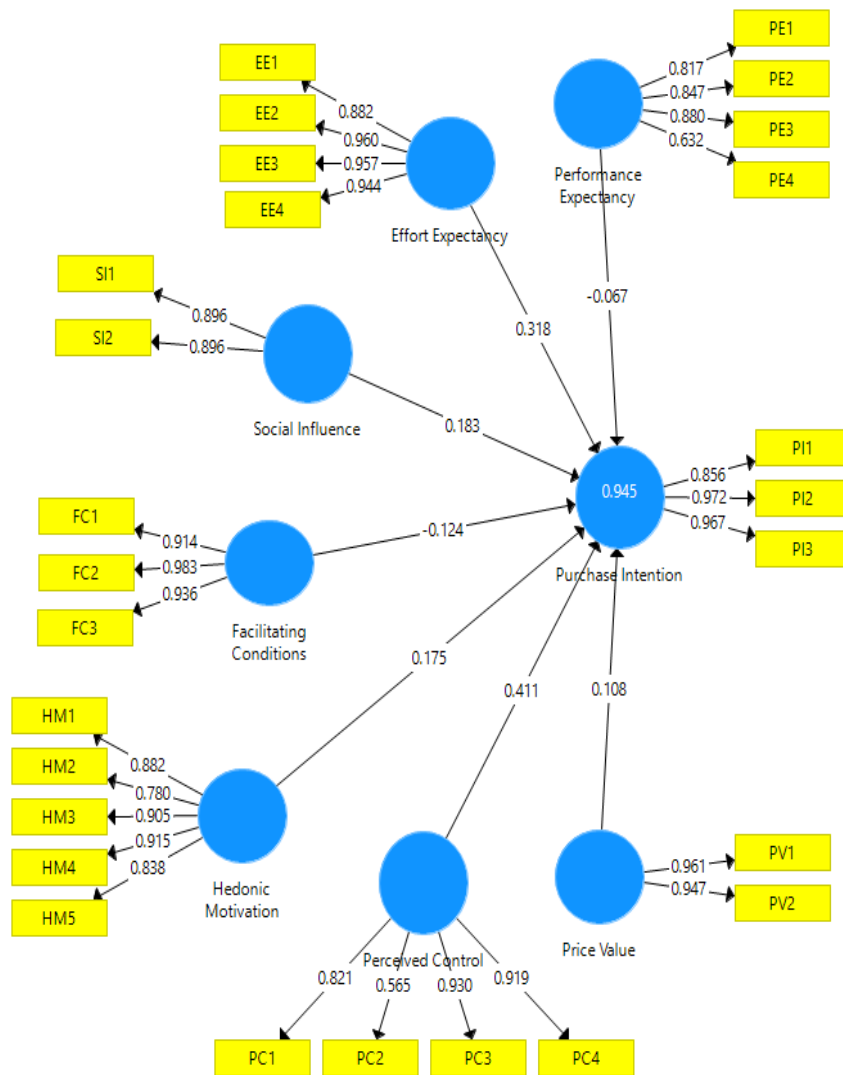 PE1
0.817
PE2
0.847
PE3
0.880
PE4
0.632
Performance
Expectancy
-0.067
EE1
0.882
EE2
0.960
EE3
0.957
EE4
0.944
Effort Expectancy
0.318
SI1
0.896
SI2
0.896
Social Influence
0.183
PI1
0.856
PI2
0.972
PI3
0.967
0.945
Purchase Intention
FC1
0.914
FC2
0.983
FC3
0.936
Facilitating
Conditions
-0.124
HM1
0.882
HM2
0.780
HM3
0.905
HM4
0.915
HM5
0.838
Hedonic
Motivation
0.175
0.411
0.108
Perceived Control
0.821
0.565
0.930
0.919
PC1
PC2
PC3
PC4
PV1
0.961
PV2
0.947
Price Value